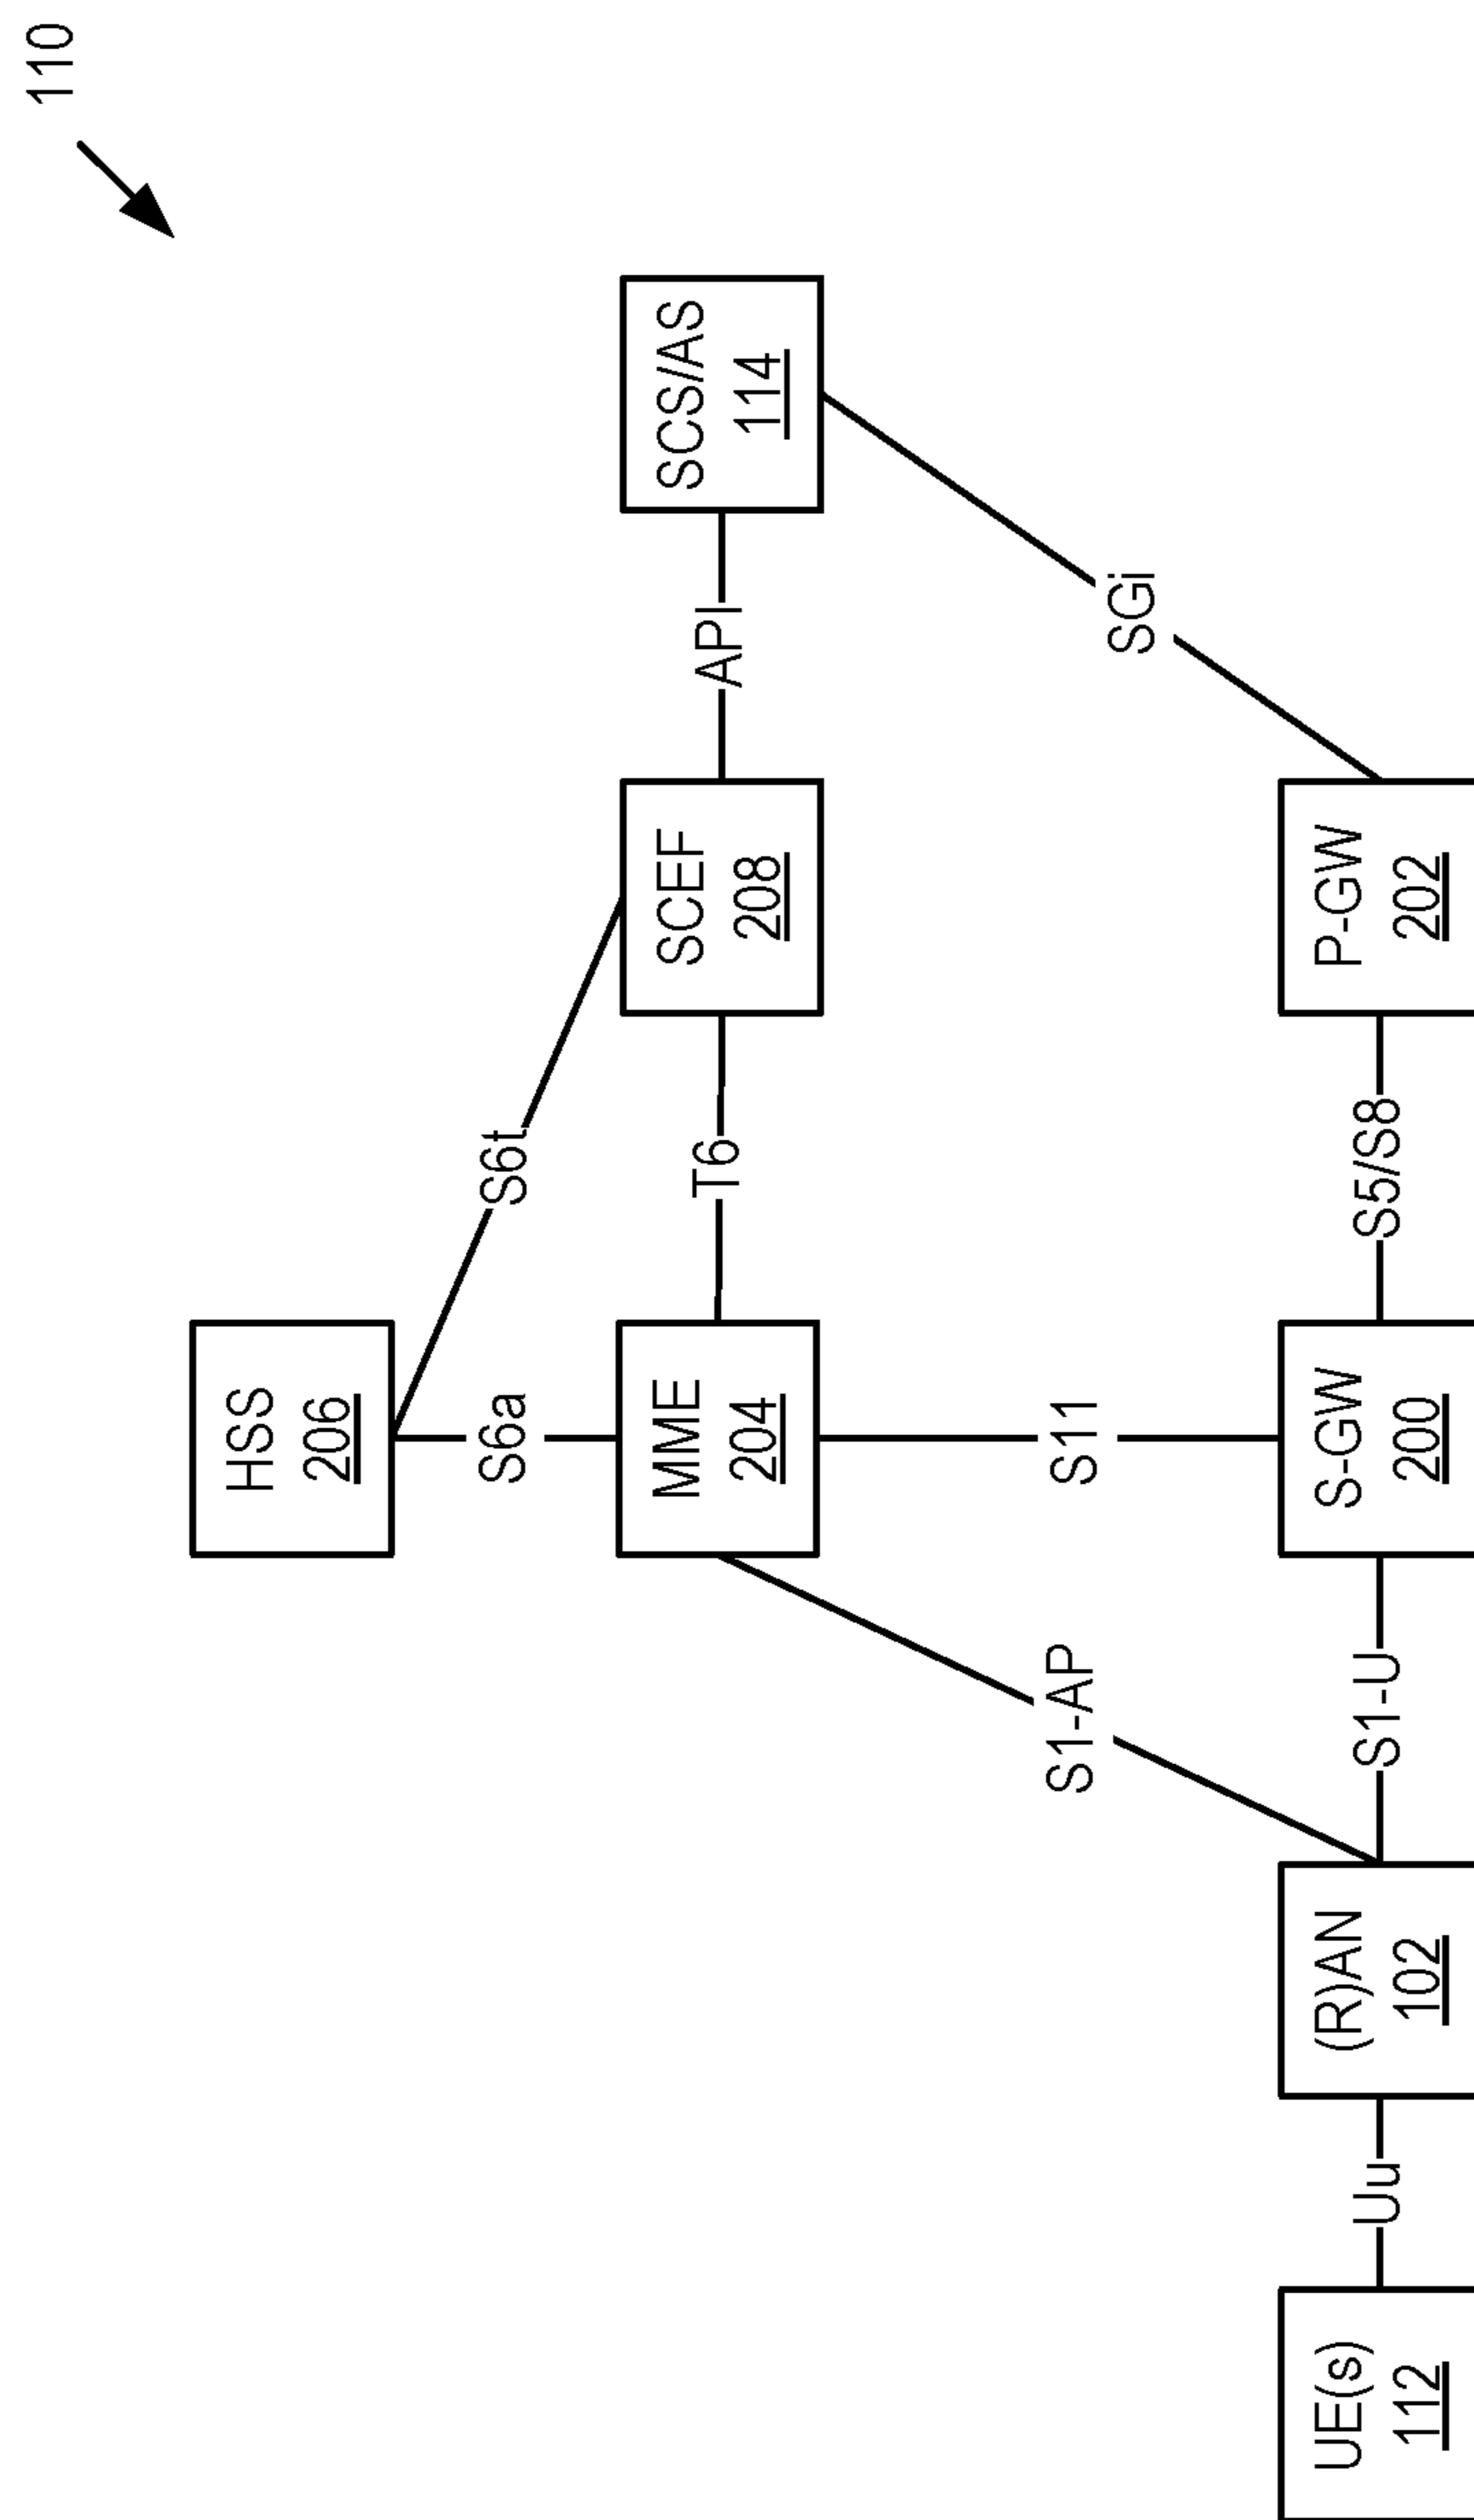 110
HSS
206
S6a
S6t
MME
204
T6
SCEF
208
API
SCS/AS
114
S1-AP
S11
SGi
UE(s)
112
Uu
(R)AN
102
S1-U
S-GW
200
S5/S8
P-GW
202